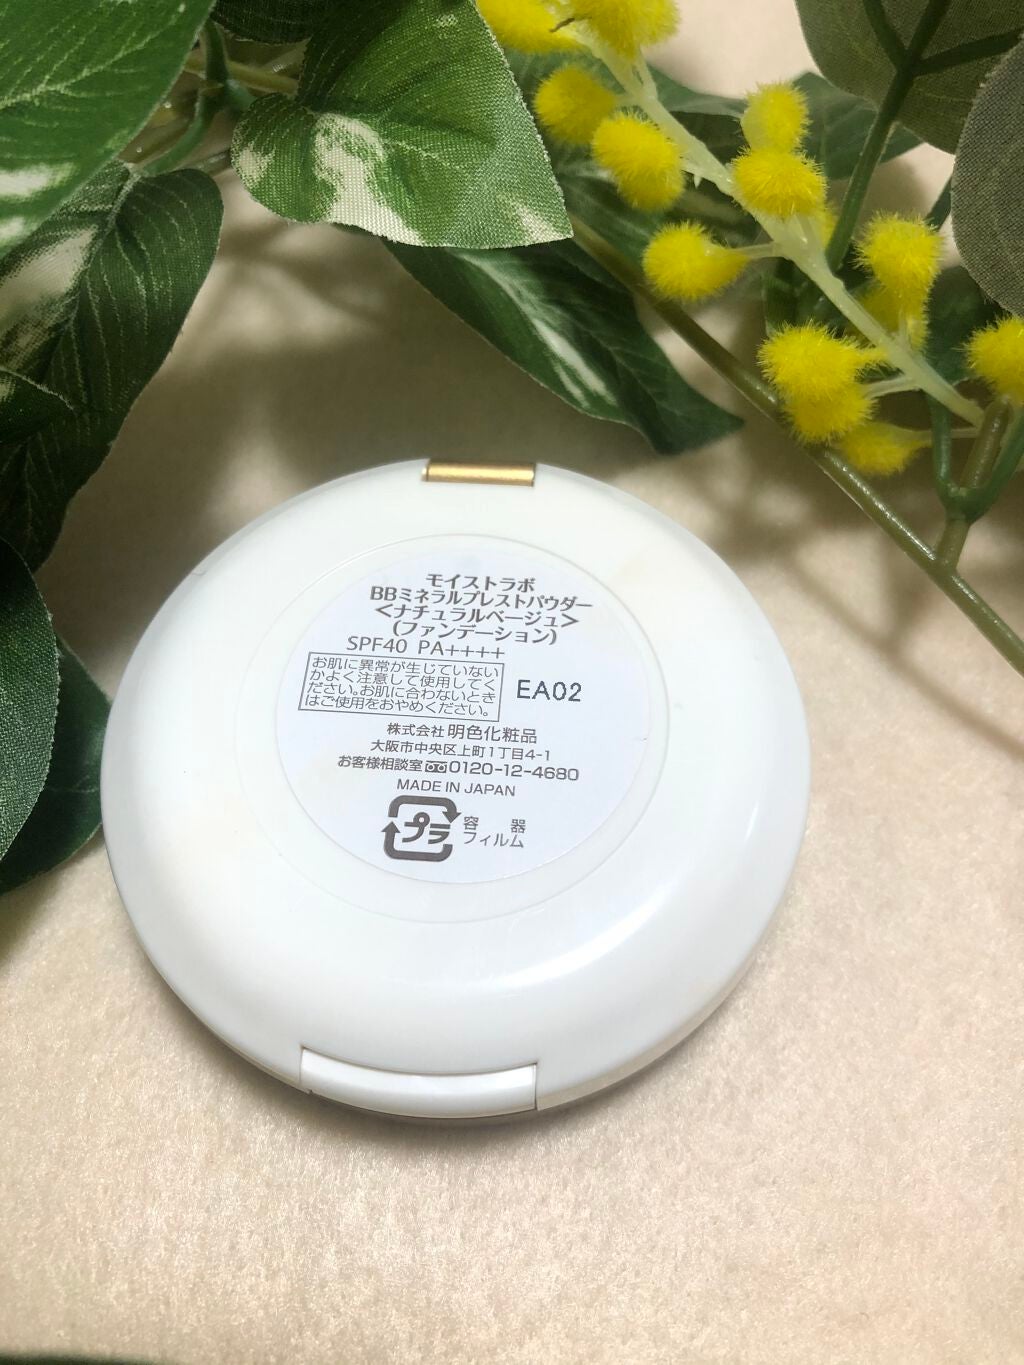 モイストラボ
BBミネラルプレストパウダー
<ナチュラルベージュ>
(ファンデーション)
SPF40 PA++++
お肌に異常が生じていない
かよく注意して使用してく
ださい。お肌に合わないとき
はご使用をおやめください。
EA02
株式会社 明色化粧品
大阪市中央区上町1丁目4-1
お客様相談室 0120-12-4680
MADE IN JAPAN
プラ
容 器
フィルム